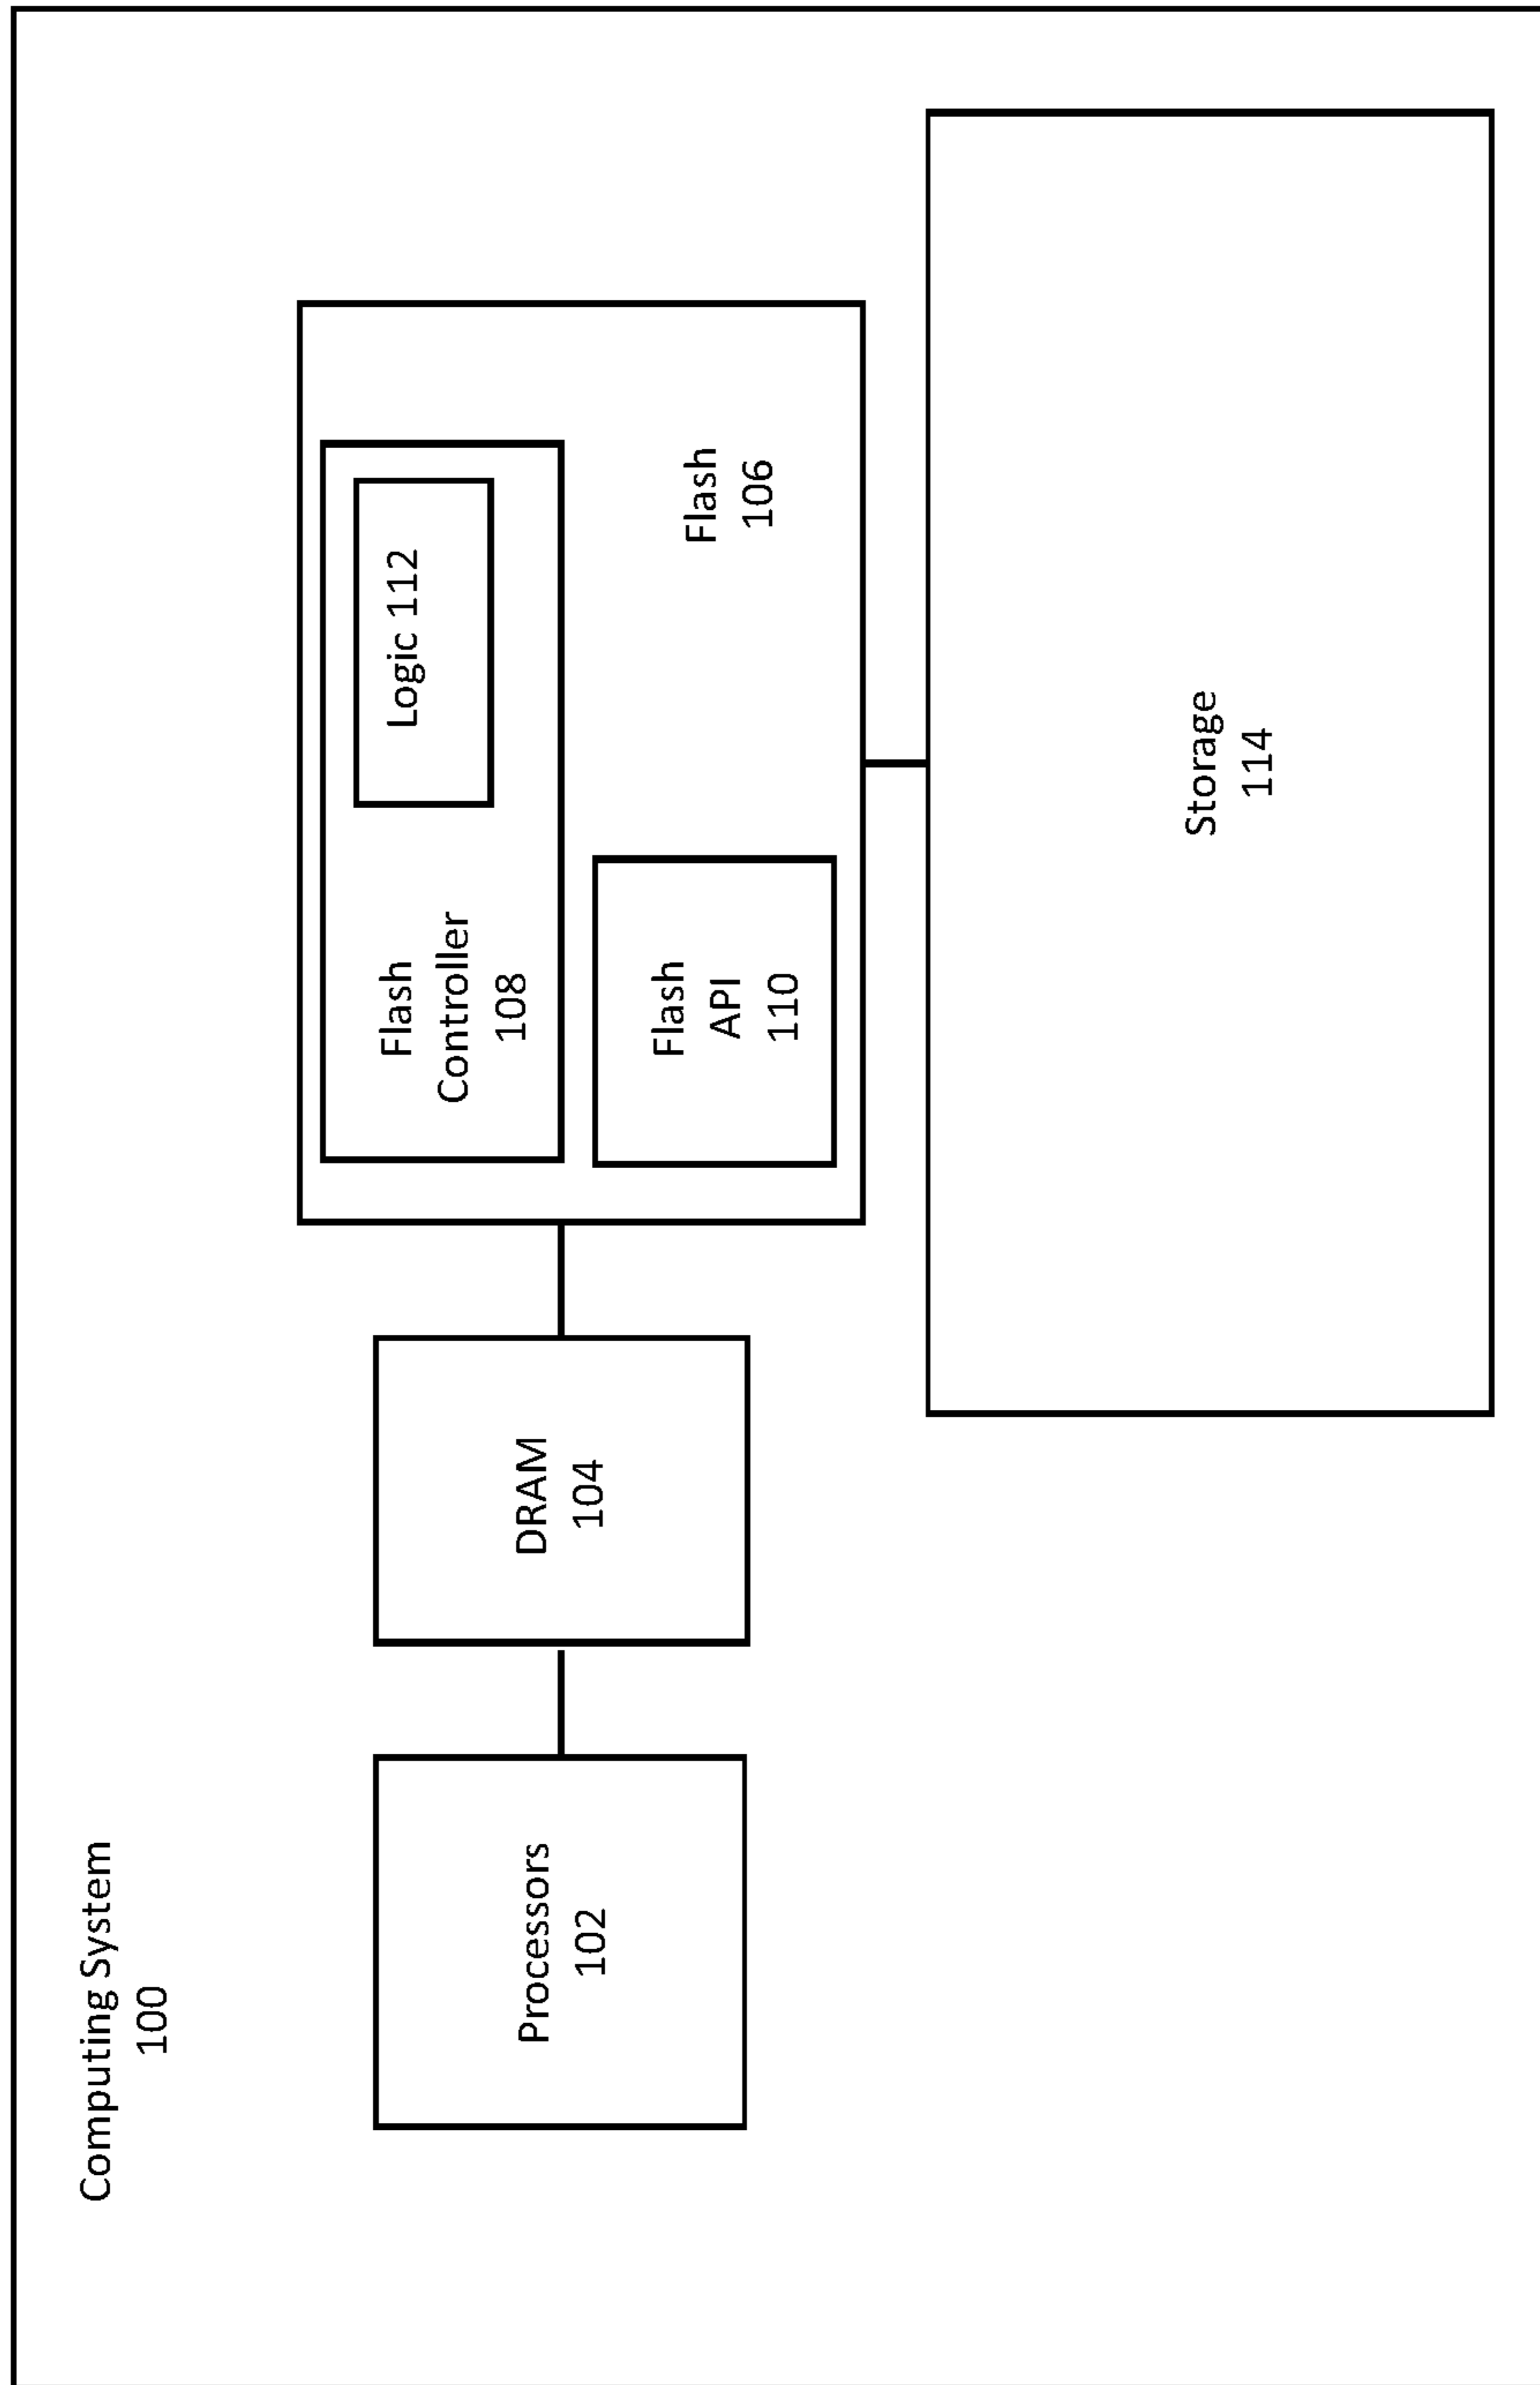 Computing System
100
Processors
102
DRAM
104
Flash
Controller
108
Logic 112
Flash
API
110
Flash
106
Storage
114